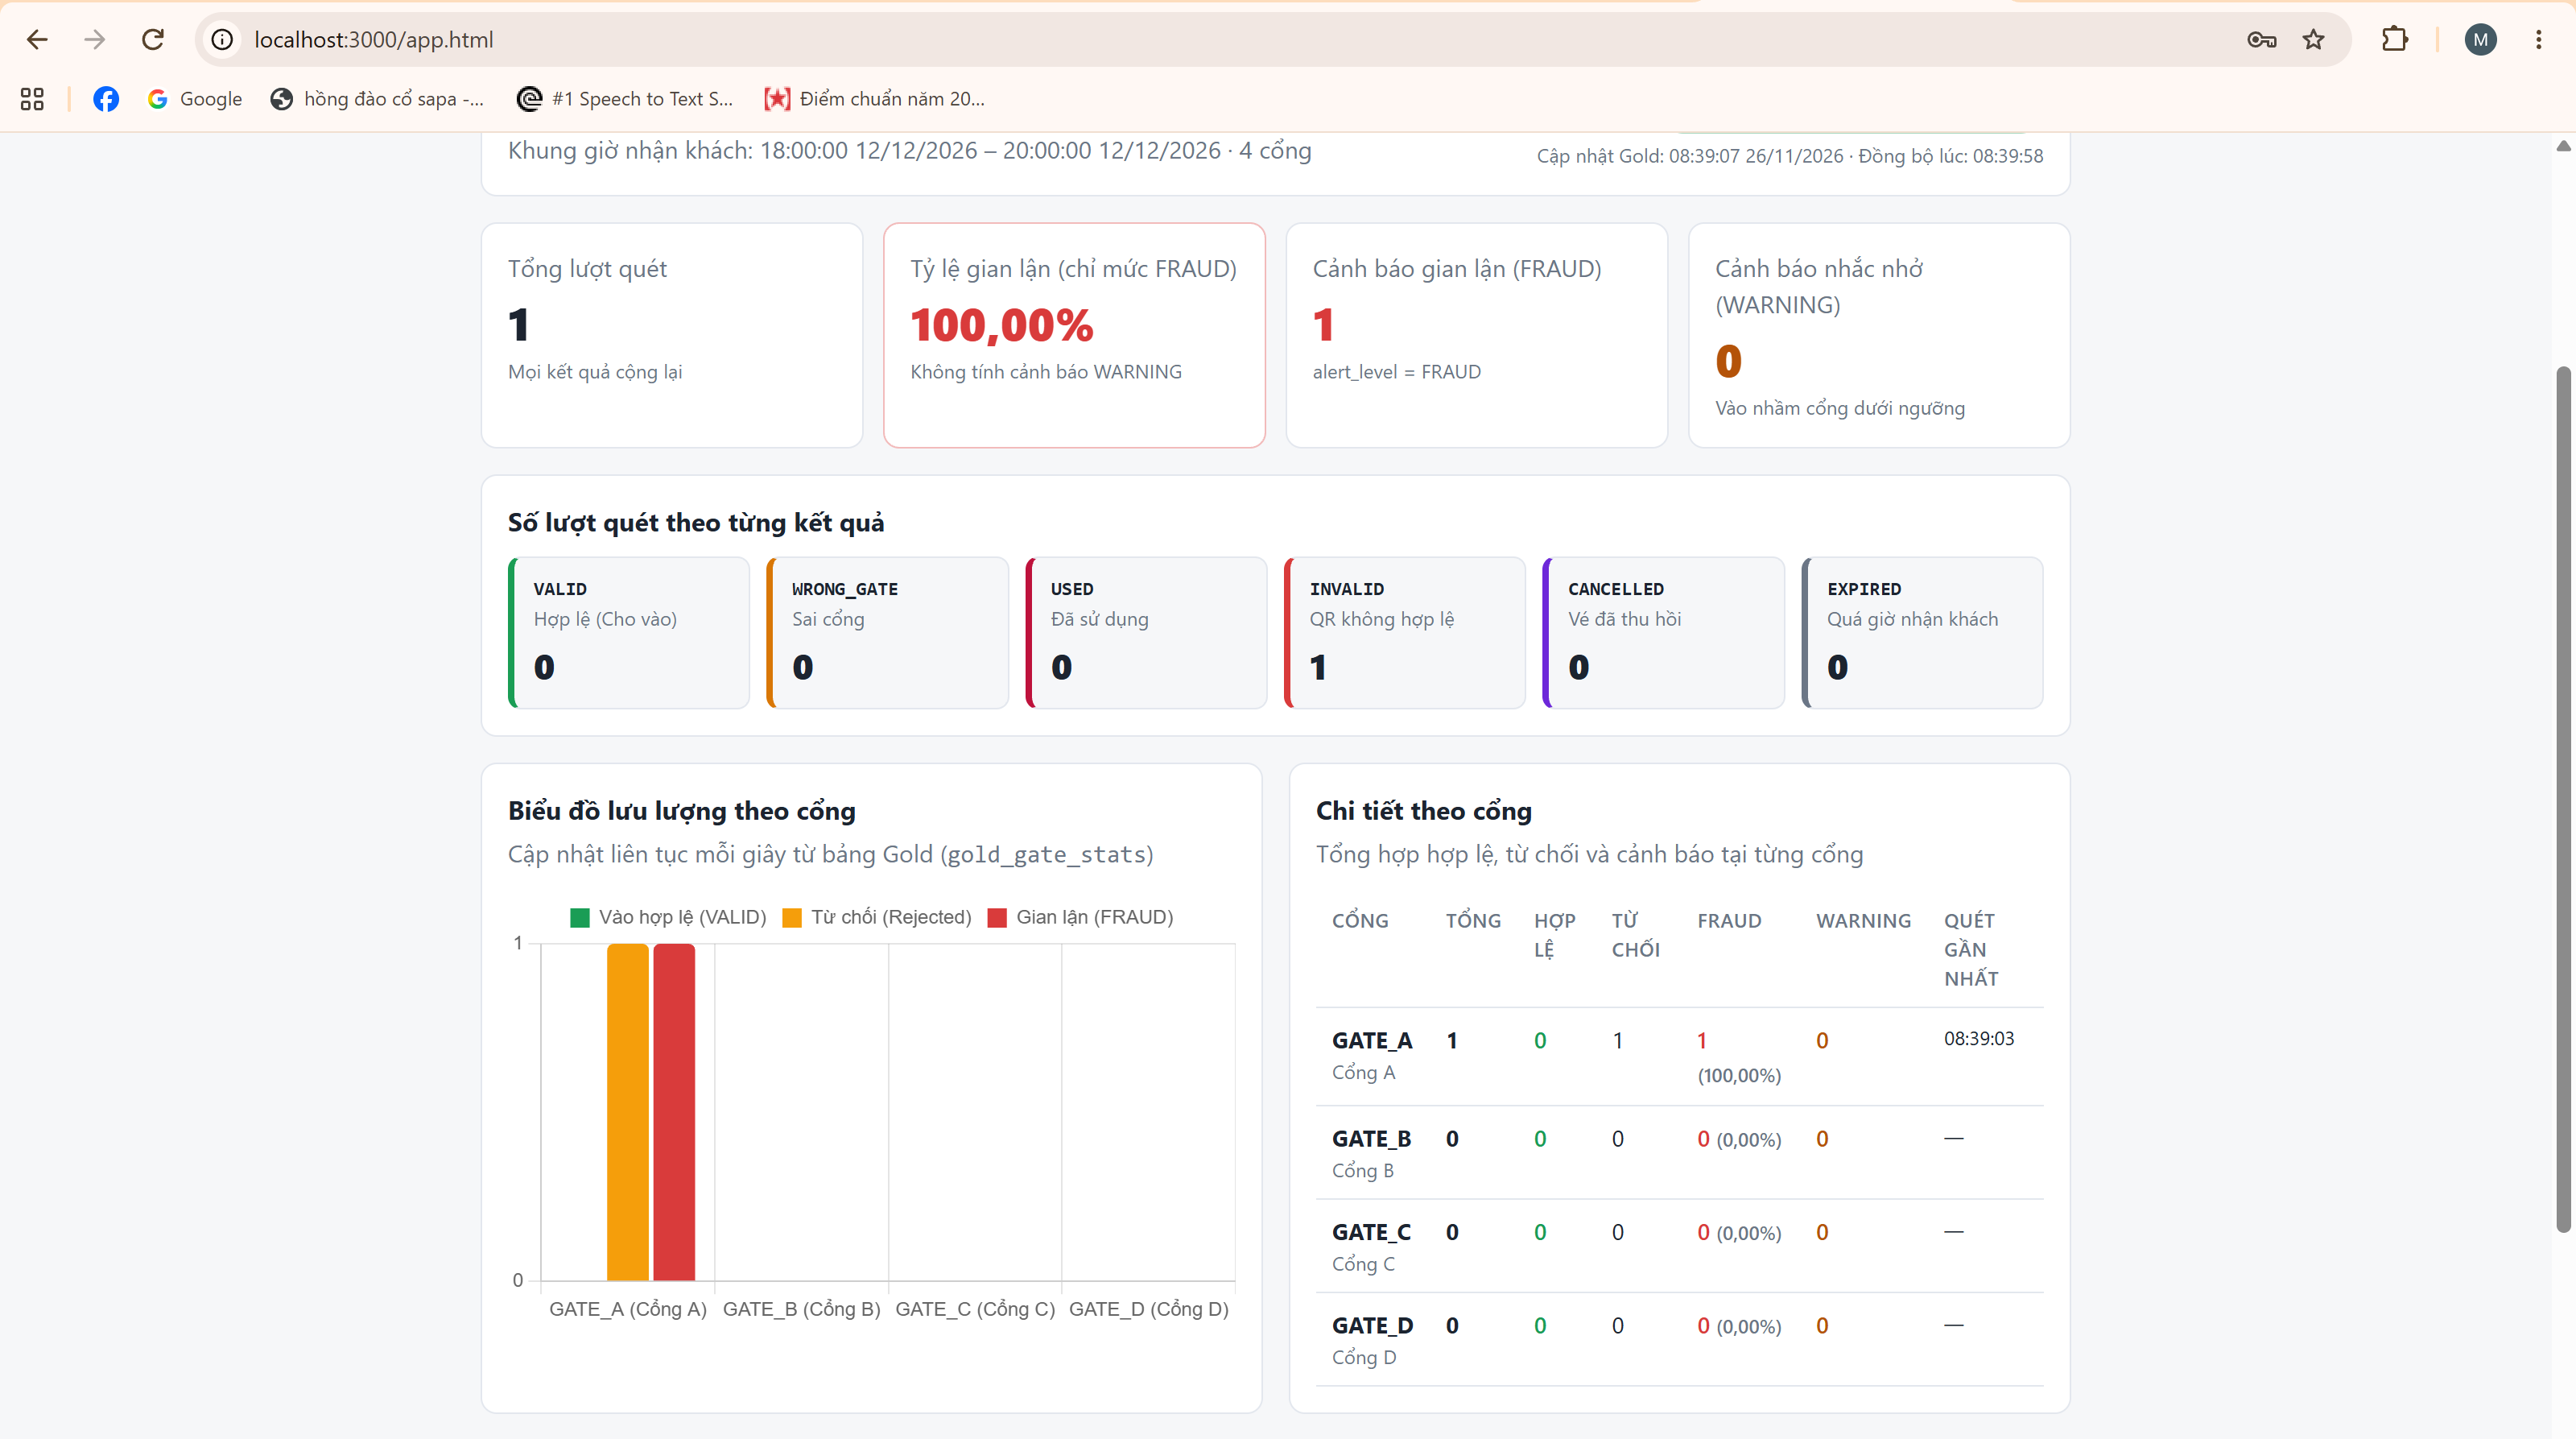 localhost:3000/app.html
M
Google
hồng đào cổ sapa -...
#1 Speech to Text S...
Điểm chuẩn năm 20...
Khung giờ nhận khách: 18:00:00 12/12/2026 – 20:00:00 12/12/2026 · 4 cổng
Cập nhật Gold: 08:39:07 26/11/2026 · Đồng bộ lúc: 08:39:58
Tổng lượt quét
1
Mọi kết quả cộng lại
Tỷ lệ gian lận (chỉ mức FRAUD)
100,00%
Không tính cảnh báo WARNING
Cảnh báo gian lận (FRAUD)
1
alert_level = FRAUD
Cảnh báo nhắc nhở
(WARNING)
0
Vào nhầm cổng dưới ngưỡng
Số lượt quét theo từng kết quả
VALID
Hợp lệ (Cho vào)
0
WRONG_GATE
Sai cổng
0
USED
Đã sử dụng
0
INVALID
QR không hợp lệ
1
CANCELLED
Vé đã thu hồi
0
EXPIRED
Quá giờ nhận khách
0
Biểu đồ lưu lượng theo cổng
Cập nhật liên tục mỗi giây từ bảng Gold (gold_gate_stats)
Vào hợp lệ (VALID) Từ chối (Rejected) Gian lận (FRAUD)
1
0
GATE_A (Cổng A) GATE_B (Cổng B) GATE_C (Cổng C) GATE_D (Cổng D)
Chi tiết theo cổng
Tổng hợp hợp lệ, từ chối và cảnh báo tại từng cổng
CỔNG TỔNG HỢP LỆ TỪ CHỐI FRAUD WARNING QUÉT GẦN NHẤT
GATE_A 1 0 1 1 (100,00%) 0 08:39:03
Cổng A
GATE_B 0 0 0 0 (0,00%) 0 —
Cổng B
GATE_C 0 0 0 0 (0,00%) 0 —
Cổng C
GATE_D 0 0 0 0 (0,00%) 0 —
Cổng D